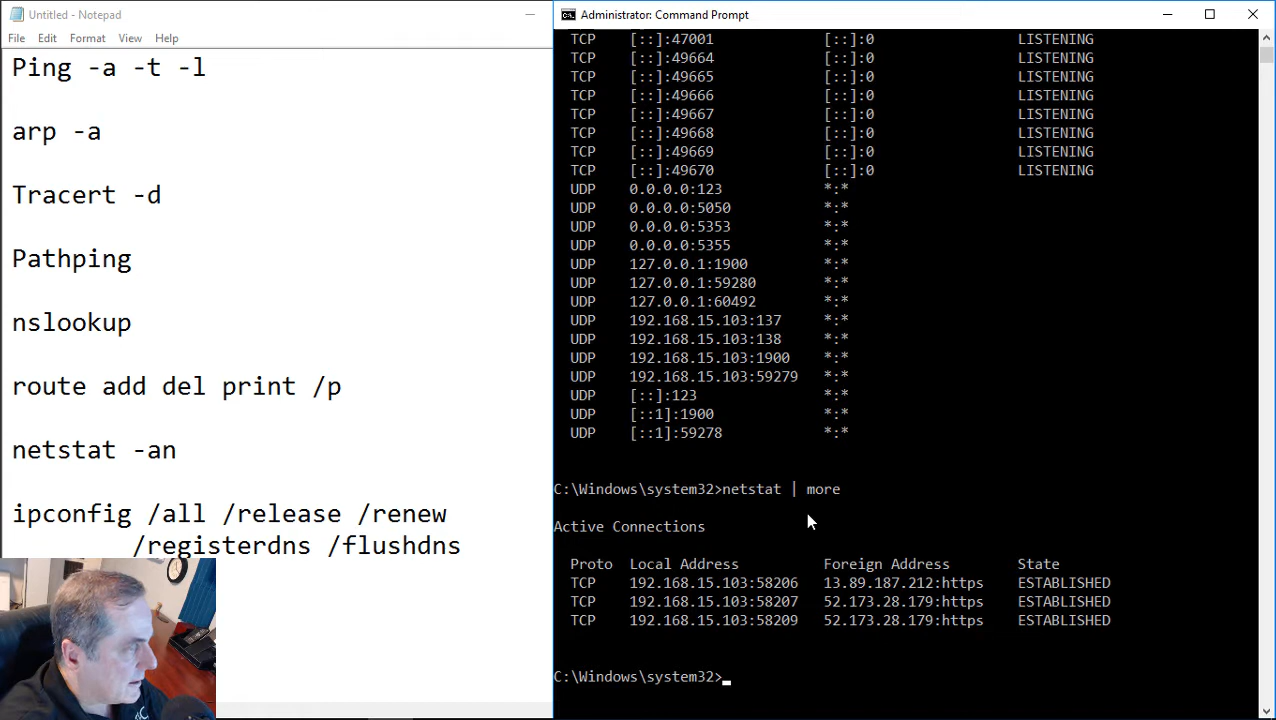 Untitled - Notepad
File Edit Format View Help
Ping -a -t -l
arp -a
Tracert -d
Pathping
nslookup
route add del print /p
netstat -an
ipconfig /all /release /renew
/registerdns /flushdns
Administrator: Command Prompt
TCP [::]:47001 [::]:0 LISTENING
TCP [::]:49664 [::]:0 LISTENING
TCP [::]:49665 [::]:0 LISTENING
TCP [::]:49666 [::]:0 LISTENING
TCP [::]:49667 [::]:0 LISTENING
TCP [::]:49668 [::]:0 LISTENING
TCP [::]:49669 [::]:0 LISTENING
TCP [::]:49670 [::]:0 LISTENING
UDP 0.0.0.0:123 *:*
UDP 0.0.0.0:5050 *:*
UDP 0.0.0.0:5353 *:*
UDP 0.0.0.0:5355 *:*
UDP 127.0.0.1:1900 *:*
UDP 127.0.0.1:59280 *:*
UDP 127.0.0.1:60492 *:*
UDP 192.168.15.103:137 *:*
UDP 192.168.15.103:138 *:*
UDP 192.168.15.103:1900 *:*
UDP 192.168.15.103:59279 *:*
UDP [::]:123 *:*
UDP [::1]:1900 *:*
UDP [::1]:59278 *:*
C:\Windows\system32>netstat | more
Active Connections
Proto Local Address Foreign Address State
TCP 192.168.15.103:58206 13.89.187.212:https ESTABLISHED
TCP 192.168.15.103:58207 52.173.28.179:https ESTABLISHED
TCP 192.168.15.103:58209 52.173.28.179:https ESTABLISHED
C:\Windows\system32>_